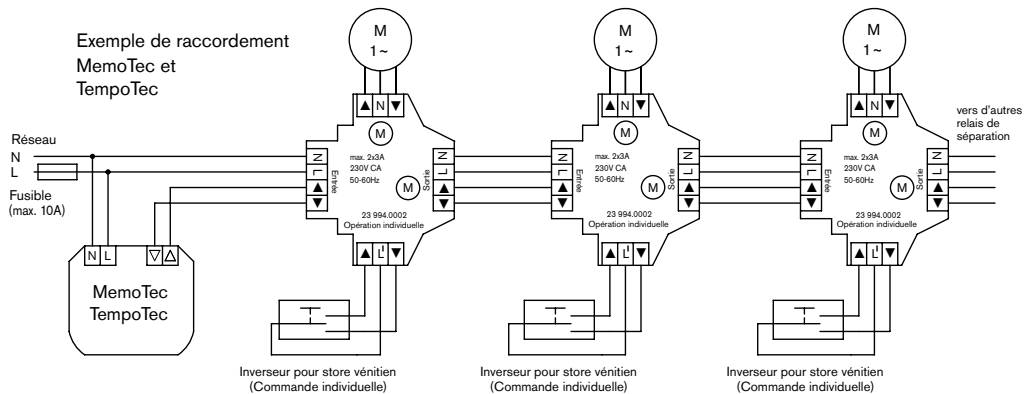 Exemple de raccordement
MemoTec et
TempoTec
M
1~
M
1~
M
1~
▲ N ▼
▲ N ▼
▲ N ▼
vers d'autres
relais de
séparation
Réseau
N
L
Fusible
(max. 10A)
M
max. 2x3A
230V CA
50-60Hz
N
L
▲
▼
Entrée
M
Sortie
N
L
▲
▼
23 994.0002
Opération individuelle
▲ L' ▼
M
max. 2x3A
230V CA
50-60Hz
N
L
▲
▼
Entrée
M
Sortie
N
L
▲
▼
23 994.0002
Opération individuelle
▲ L' ▼
M
max. 2x3A
230V CA
50-60Hz
N
L
▲
▼
Entrée
M
Sortie
N
L
▲
▼
23 994.0002
Opération individuelle
▲ L' ▼
N L ▽ △
MemoTec
TempoTec
Inverseur pour store vénitien
(Commande individuelle)
Inverseur pour store vénitien
(Commande individuelle)
Inverseur pour store vénitien
(Commande individuelle)